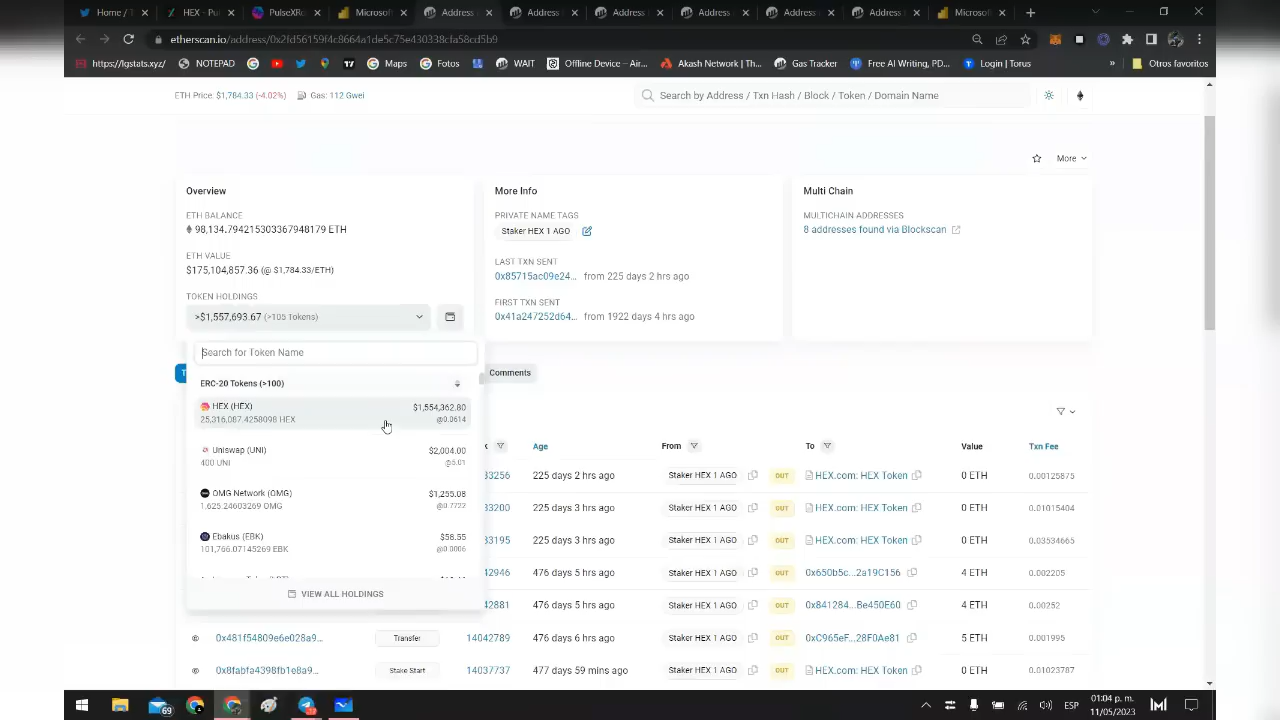 Home / T
PulseXRo
Microsoft
Address
Address
Address
Address
Address
Address
Microsoft
etherscan.io/address/0x2fd56159f4c8664a1de5c75e430338cfa58cd5b9
https://lgstats.xyz/
NOTEPAD
Maps
Fotos
WAIT
Offline Device – Air...
Akash Network | Th...
Gas Tracker
Free AI Writing, PD...
Login | Torus
»
Otros favoritos
ETH Price: $1,784.33 (-4.02%)
Gas: 112 Gwei
Search by Address / Txn Hash / Block / Token / Domain Name
More
Overview
ETH BALANCE
98,134.794215303367948179 ETH
ETH VALUE
$175,104,857.36 (@ $1,784.33/ETH)
TOKEN HOLDINGS
>$1,557,693.67 (>105 Tokens)
More Info
PRIVATE NAME TAGS
Staker HEX 1 AGO
LAST TXN SENT
0x85715ac09e24... from 225 days 2 hrs ago
FIRST TXN SENT
0x41a247252d64... from 1922 days 4 hrs ago
Multi Chain
MULTICHAIN ADDRESSES
8 addresses found via Blockscan
Search for Token Name
ERC-20 Tokens (>100)
HEX (HEX) $1,554,362.80
25,316,087.4258098 HEX @0.0614
Uniswap (UNI) $2,004.00
400 UNI @5.01
OMG Network (OMG) $1,255.08
1,625.24603269 OMG @0.7722
Ebakus (EBK) $58.55
101,766.07145269 EBK @0.0006
VIEW ALL HOLDINGS
Comments
Age From To Value Txn Fee
33256 225 days 2 hrs ago Staker HEX 1 AGO OUT HEX.com: HEX Token 0 ETH 0.00125875
33200 225 days 3 hrs ago Staker HEX 1 AGO OUT HEX.com: HEX Token 0 ETH 0.01015404
33195 225 days 3 hrs ago Staker HEX 1 AGO OUT HEX.com: HEX Token 0 ETH 0.03534665
42946 476 days 5 hrs ago Staker HEX 1 AGO OUT 0x650b5c...2a19C156 4 ETH 0.002205
42881 476 days 5 hrs ago Staker HEX 1 AGO OUT 0x841284...Be450E60 4 ETH 0.00252
0x481f54809e6e028a9... Transfer 14042789 476 days 6 hrs ago Staker HEX 1 AGO OUT 0xC965eF...28F0Ae81 5 ETH 0.001995
0x8fabfa4398fb1e8a9... Stake Start 14037737 477 days 59 mins ago Staker HEX 1 AGO OUT HEX.com: HEX Token 0 ETH 0.01023787
69
ESP
01:04 p. m.
11/05/2023